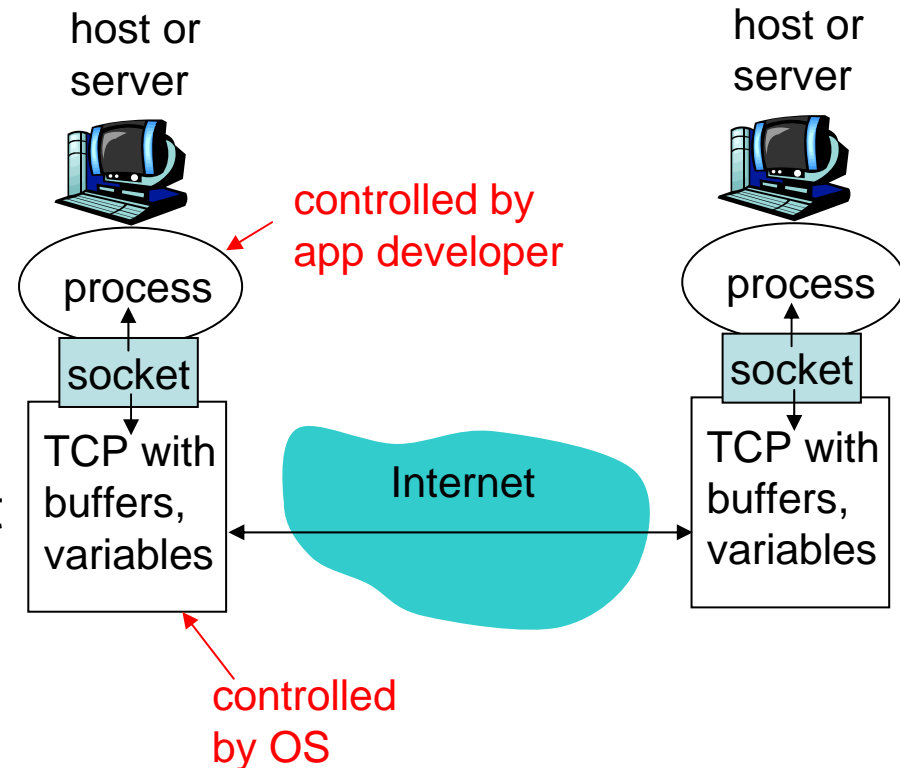 host or
server
host or
server
controlled by
app developer
process
process
socket
socket
TCP with
buffers,
variables
Internet
TCP with
buffers,
variables
controlled
by OS